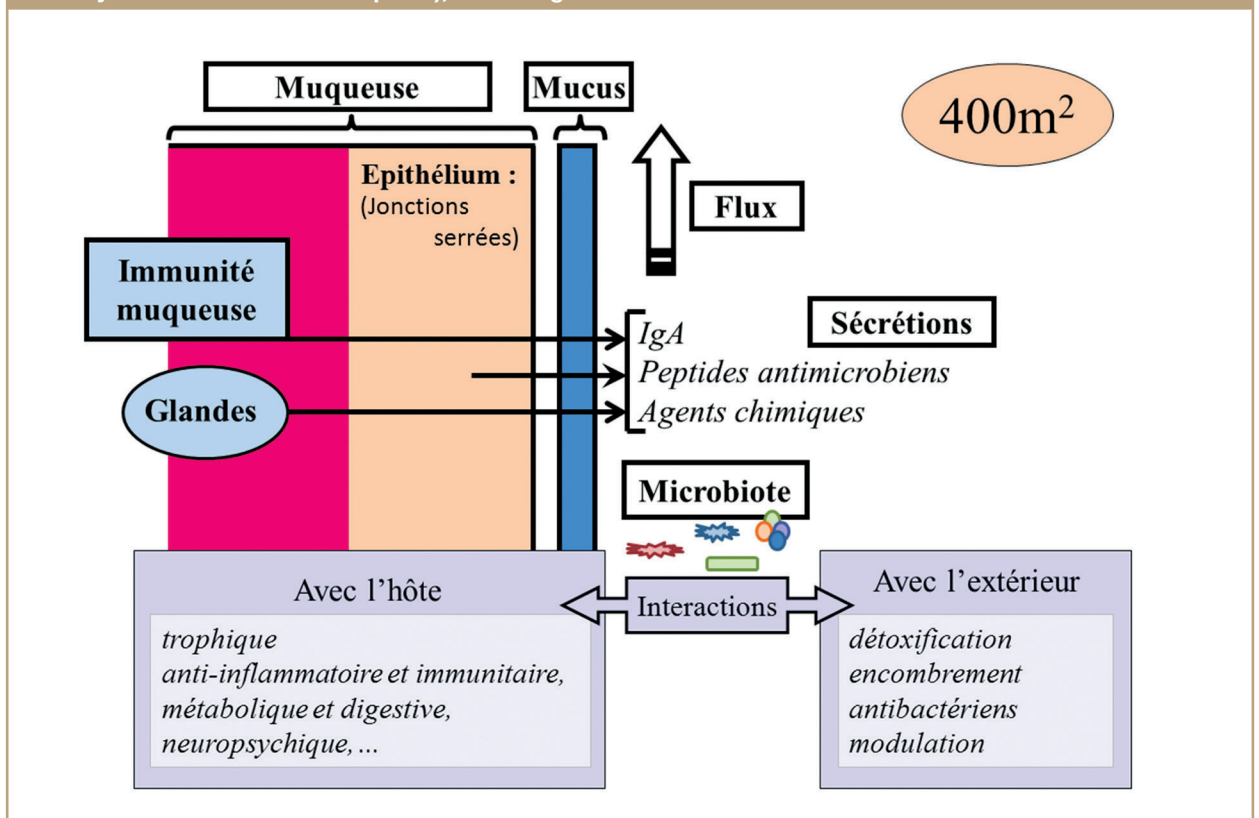 Muqueuse
Mucus
400m²
Epithélium :
(Jonctions
serrées)
Flux
Immunité
muqueuse
Sécrétions
IgA
Peptides antimicrobiens
Agents chimiques
Glandes
Microbiote
Avec l’hôte
Interactions
Avec l’extérieur
trophique
anti-inflammatoire et immunitaire,
métabolique et digestive,
neuropsychique, ...
détoxification
encombrement
antibactériens
modulation